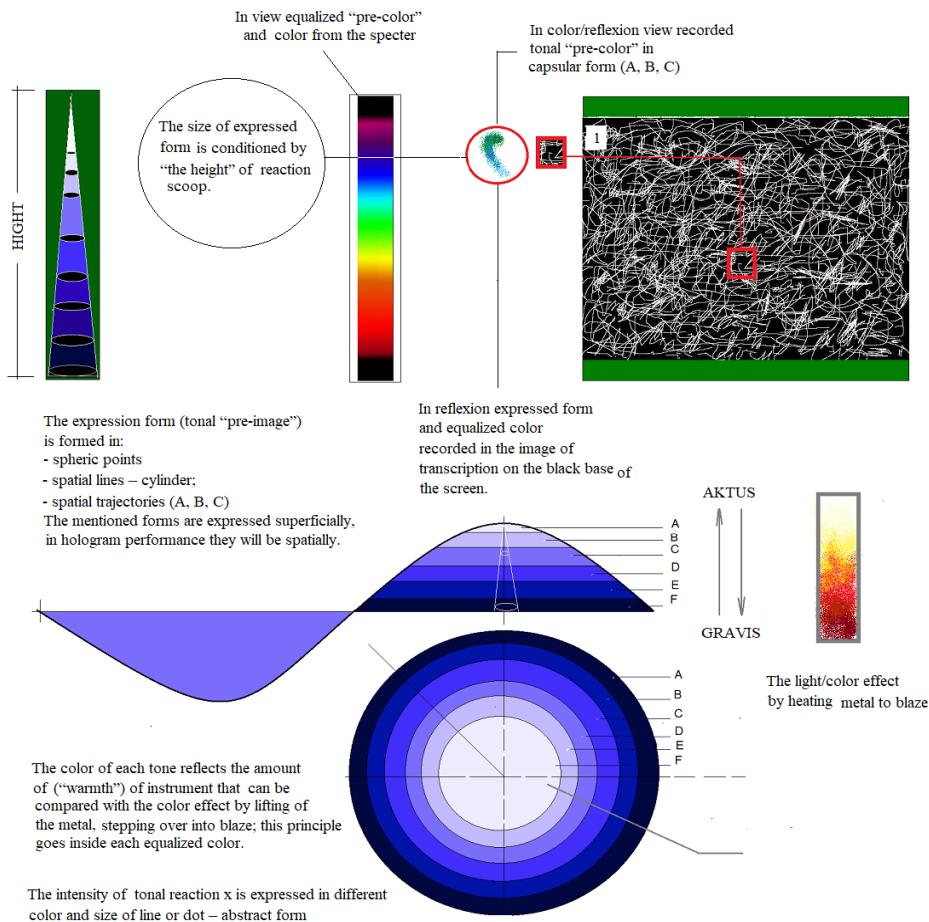 In view equalized “pre-color”
and color from the specter
In color/reflexion view recorded
tonal “pre-color” in
capsular form (A, B, C)
The size of expressed
form is conditioned by
“the height” of reaction
scoop.
1
HIGHT
The expression form (tonal “pre-image”)
is formed in:
- spheric points
- spatial lines – cylinder;
- spatial trajectories (A, B, C)
The mentioned forms are expressed superficially,
in hologram performance they will be spatially.
In reflexion expressed form
and equalized color
recorded in the image of
transcription on the black base of
the screen.
A
B
C
D
E
F
AKTUS
GRAVIS
The light/color effect
by heating metal to blaze
A
B
C
D
E
F
The color of each tone reflects the amount
of (“warmth”) of instrument that can be
compared with the color effect by lifting of
the metal, stepping over into blaze; this principle
goes inside each equalized color.
The intensity of tonal reaction x is expressed in different
color and size of line or dot – abstract form